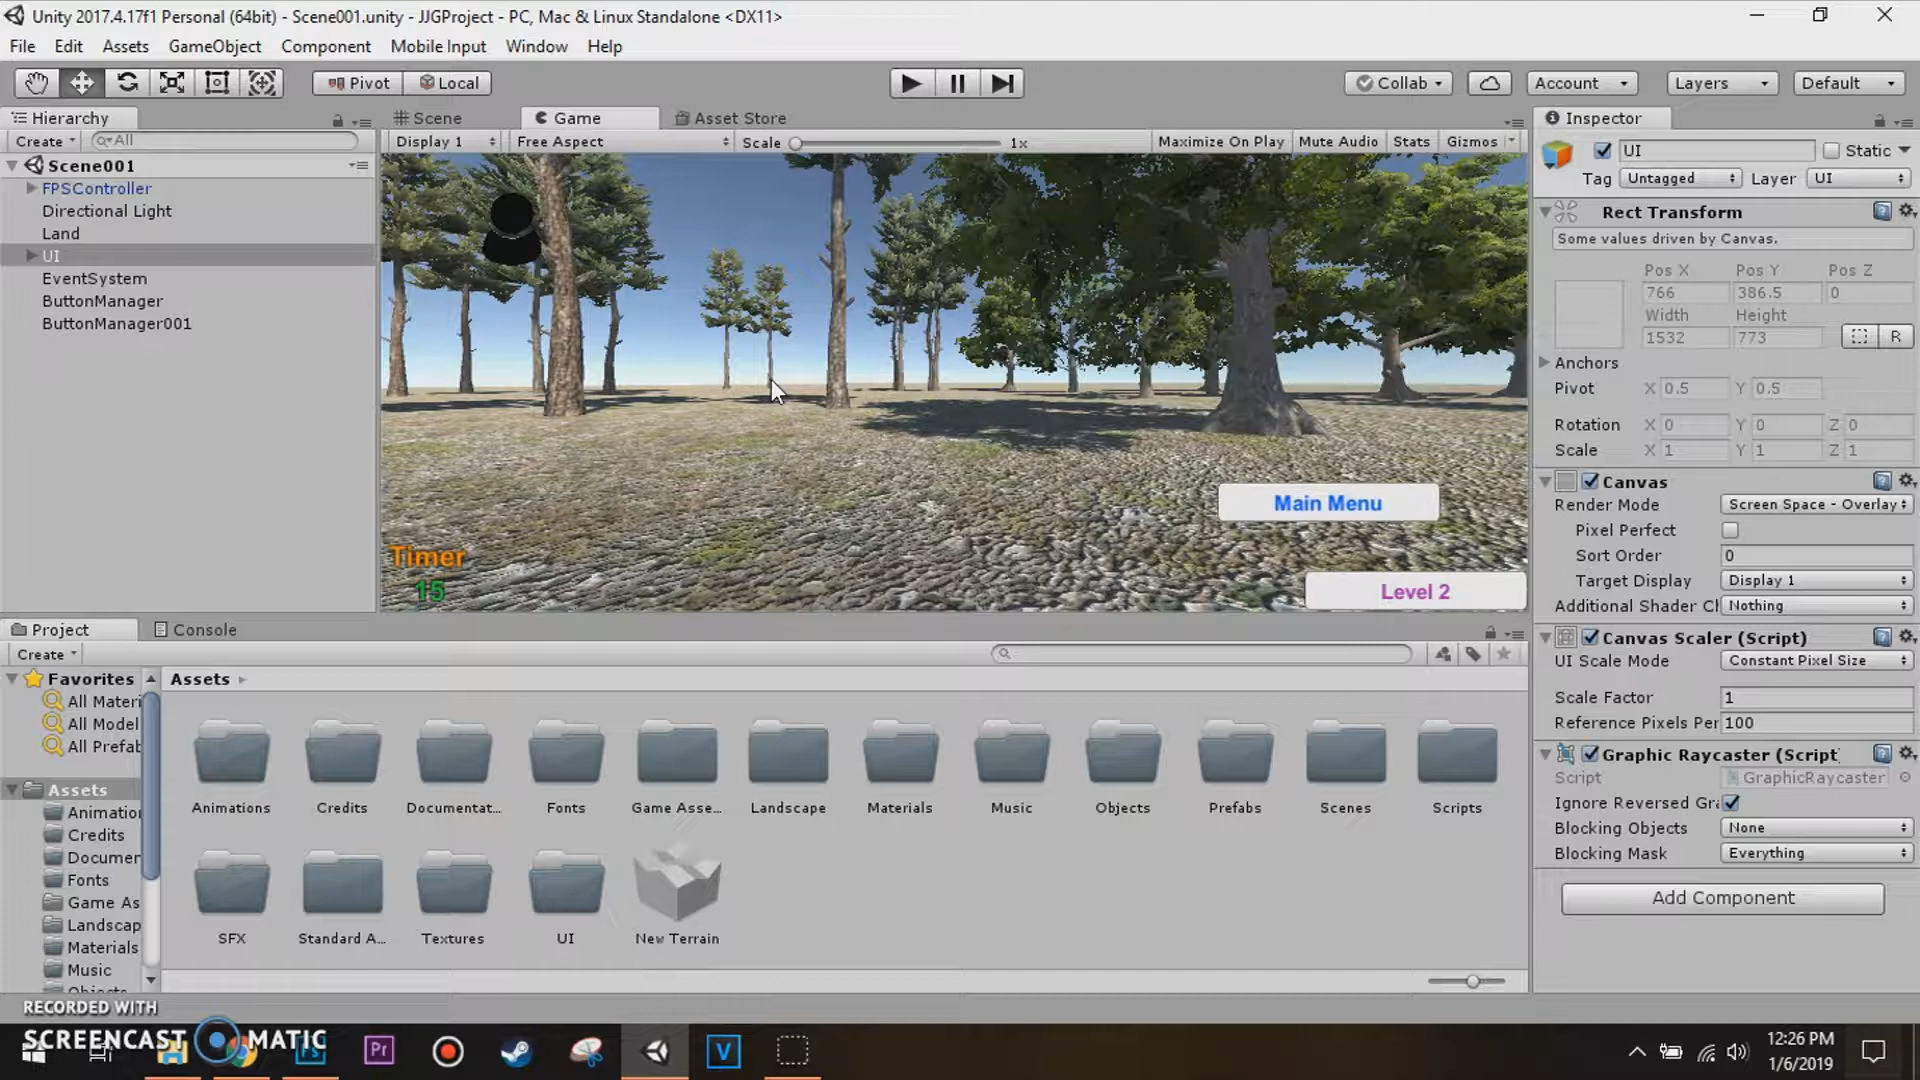 Unity 2017.4.17f1 Personal (64bit) - Scene001.unity - JJGProject - PC, Mac & Linux Standalone <DX11>
File Edit Assets GameObject Component Mobile Input Window Help
Pivot Local Collab Account Layers Default
Hierarchy
Create All
Scene001
FPSController
Directional Light
Land
UI
EventSystem
ButtonManager
ButtonManager001
Scene Game Asset Store
Display 1 Free Aspect Scale 1x Maximize On Play Mute Audio Stats Gizmos
Main Menu
Timer
15
Level 2
Inspector
UI Static
Tag Untagged Layer UI
Rect Transform
Some values driven by Canvas.
Pos X Pos Y Pos Z
766 386.5 0
Width Height
1532 773 R
Anchors
Pivot X 0.5 Y 0.5
Rotation X 0 Y 0 Z 0
Scale X 1 Y 1 Z 1
Canvas
Render Mode Screen Space - Overlay
Pixel Perfect
Sort Order 0
Target Display Display 1
Additional Shader Cl Nothing
Canvas Scaler (Script)
UI Scale Mode Constant Pixel Size
Scale Factor 1
Reference Pixels Per 100
Graphic Raycaster (Script)
Script GraphicRaycaster
Ignore Reversed Gra
Blocking Objects None
Blocking Mask Everything
Add Component
Project Console
Create
Favorites
All Materi
All Model
All Prefab
Assets
Animation
Credits
Documen
Fonts
Game As
Landscap
Materials
Music
Objects
Assets
Animations Credits Documentat... Fonts Game Asse... Landscape Materials Music Objects Prefabs Scenes Scripts
SFX Standard A... Textures UI New Terrain
RECORDED WITH
SCREENCAST MATIC
Fs Pr V
12:26 PM
1/6/2019